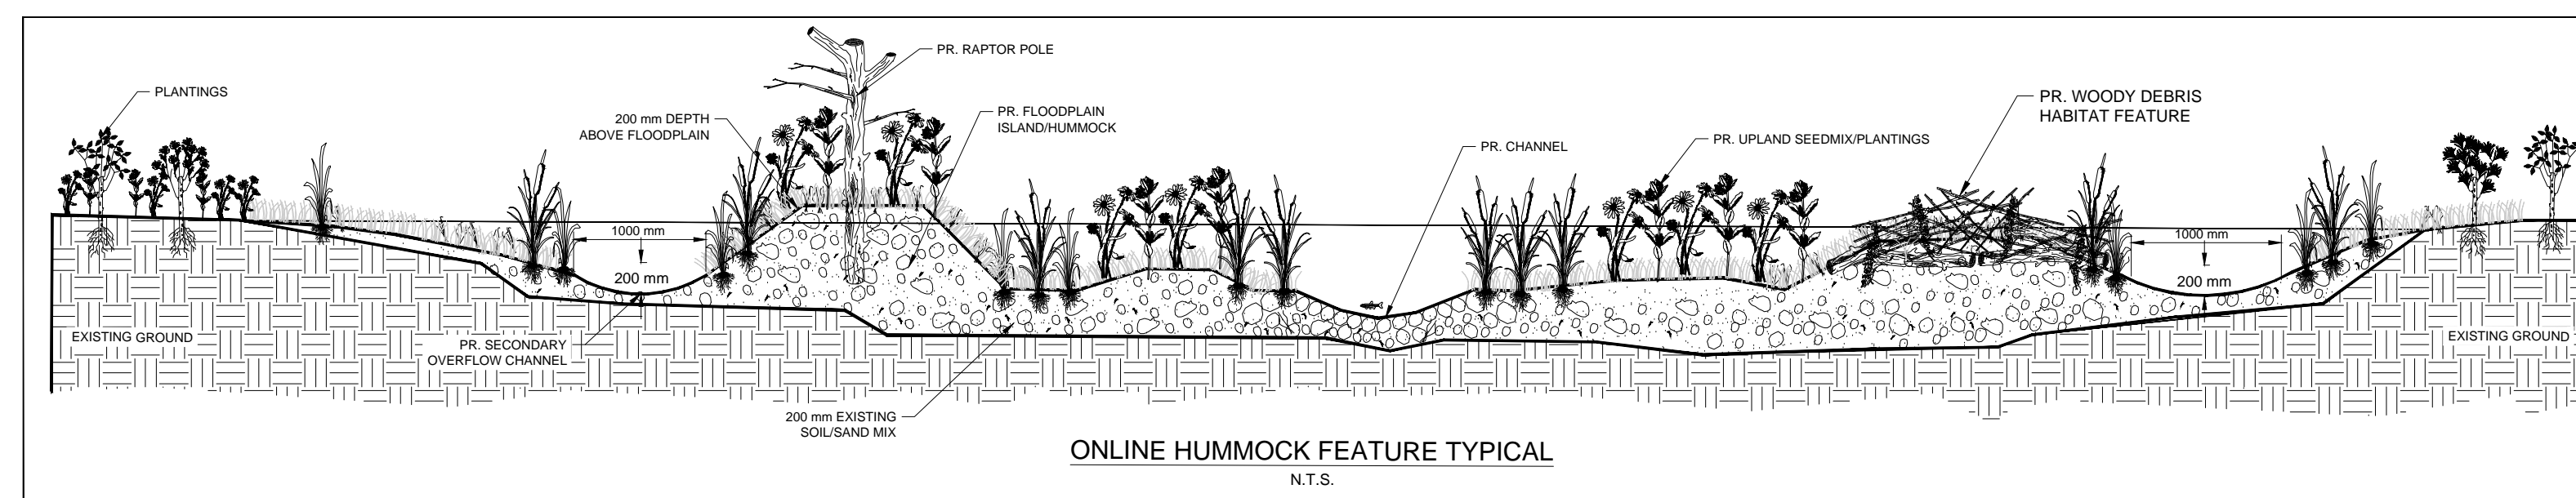 PLANTINGS
PR. RAPTOR POLE
200 mm DEPTH
ABOVE FLOODPLAIN
PR. FLOODPLAIN
ISLAND/HUMMOCK
PR. CHANNEL
PR. UPLAND SEEDMIX/PLANTINGS
PR. WOODY DEBRIS
HABITAT FEATURE
1000 mm
200 mm
1000 mm
200 mm
EXISTING GROUND
PR. SECONDARY
OVERFLOW CHANNEL
EXISTING GROUND
200 mm EXISTING
SOIL/SAND MIX
ONLINE HUMMOCK FEATURE TYPICAL
N.T.S.